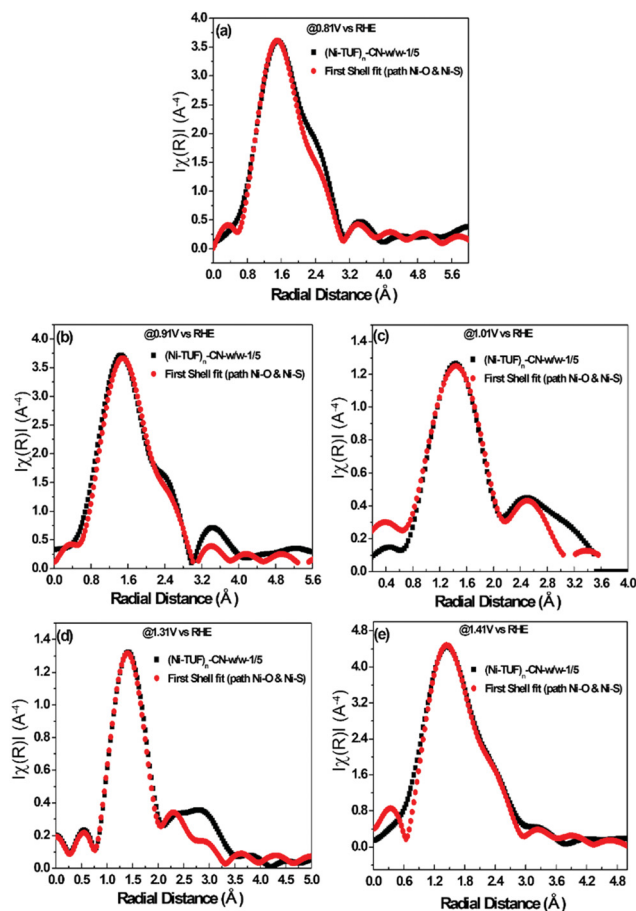 @0.81V vs RHE
(a)
(Ni-TUF)n-CN-w/w-1/5
First Shell fit (path Ni-O & Ni-S)
4.0
3.5
3.0
2.5
2.0
1.5
1.0
0.5
0.0
|χ(R)| (A-4)
0.0 0.8 1.6 2.4 3.2 4.0 4.8 5.6
Radial Distance (Å)
@0.91V vs RHE
(b)
(Ni-TUF)n-CN-w/w-1/5
First Shell fit (path Ni-O & Ni-S)
4.0
3.5
3.0
2.5
2.0
1.5
1.0
0.5
0.0
|χ(R)| (A-4)
0.0 0.8 1.6 2.4 3.2 4.0 4.8 5.6
Radial Distance (Å)
@1.01V vs RHE
(c)
(Ni-TUF)n-CN-w/w-1/5
First Shell fit (path Ni-O & Ni-S)
1.6
1.2
0.8
0.4
0.0
|χ(R)| (A-4)
0.4 0.8 1.2 1.6 2.0 2.4 2.8 3.2 3.6 4.0
Radial Distance (Å)
@1.31V vs RHE
(d)
(Ni-TUF)n-CN-w/w-1/5
First Shell fit (path Ni-O & Ni-S)
1.4
1.2
1.0
0.8
0.6
0.4
0.2
0.0
|χ(R)| (A-4)
0.0 0.5 1.0 1.5 2.0 2.5 3.0 3.5 4.0 4.5 5.0
Radial Distance (Å)
@1.41V vs RHE
(e)
(Ni-TUF)n-CN-w/w-1/5
First Shell fit (path Ni-O & Ni-S)
4.8
4.0
3.2
2.4
1.6
0.8
0.0
|χ(R)| (A-4)
0.0 0.6 1.2 1.8 2.4 3.0 3.6 4.2 4.8
Radial Distance (Å)